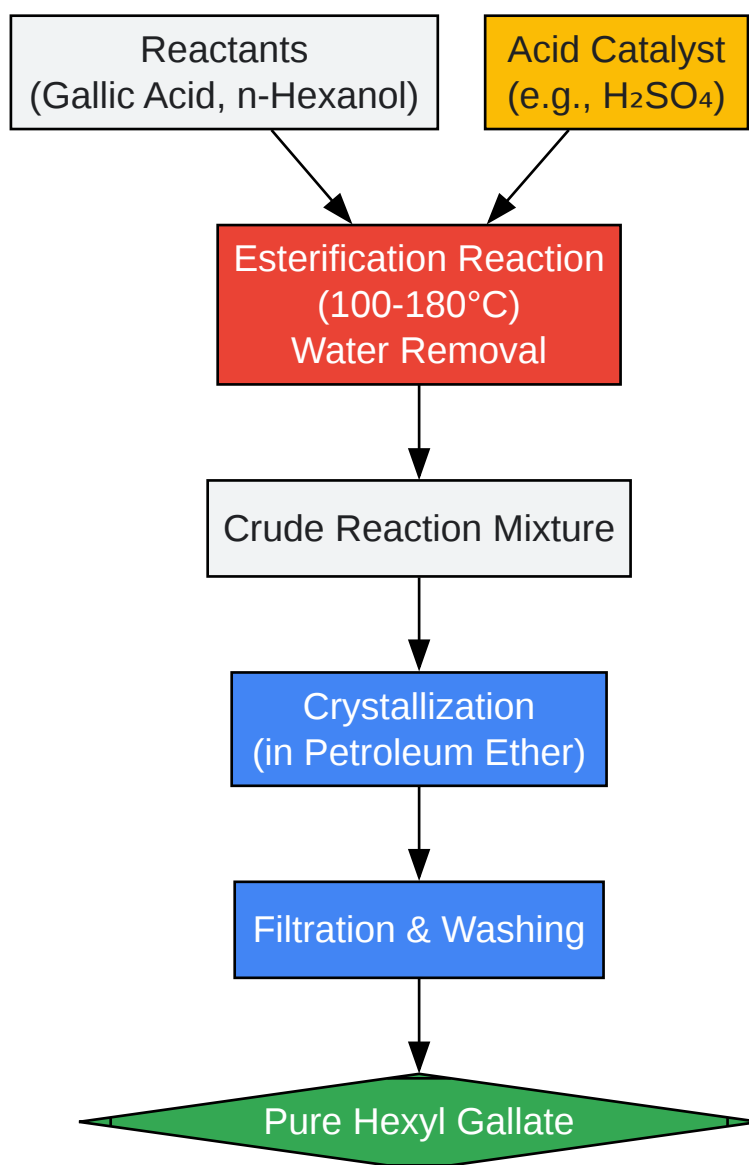 Reactants
(Gallic Acid, n-Hexanol)
Acid Catalyst
(e.g., H₂SO₄)
Esterification Reaction
(100-180°C)
Water Removal
Crude Reaction Mixture
Crystallization
(in Petroleum Ether)
Filtration & Washing
Pure Hexyl Gallate